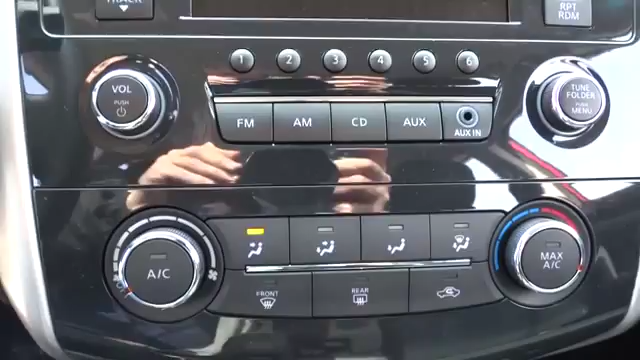 TRACK
RPT
RDM
1 2 3 4 5 6
VOL
PUSH
FM AM CD AUX
AUX IN
TUNE
FOLDER
PUSH
MENU
A/C
MAX
A/C
FRONT
REAR